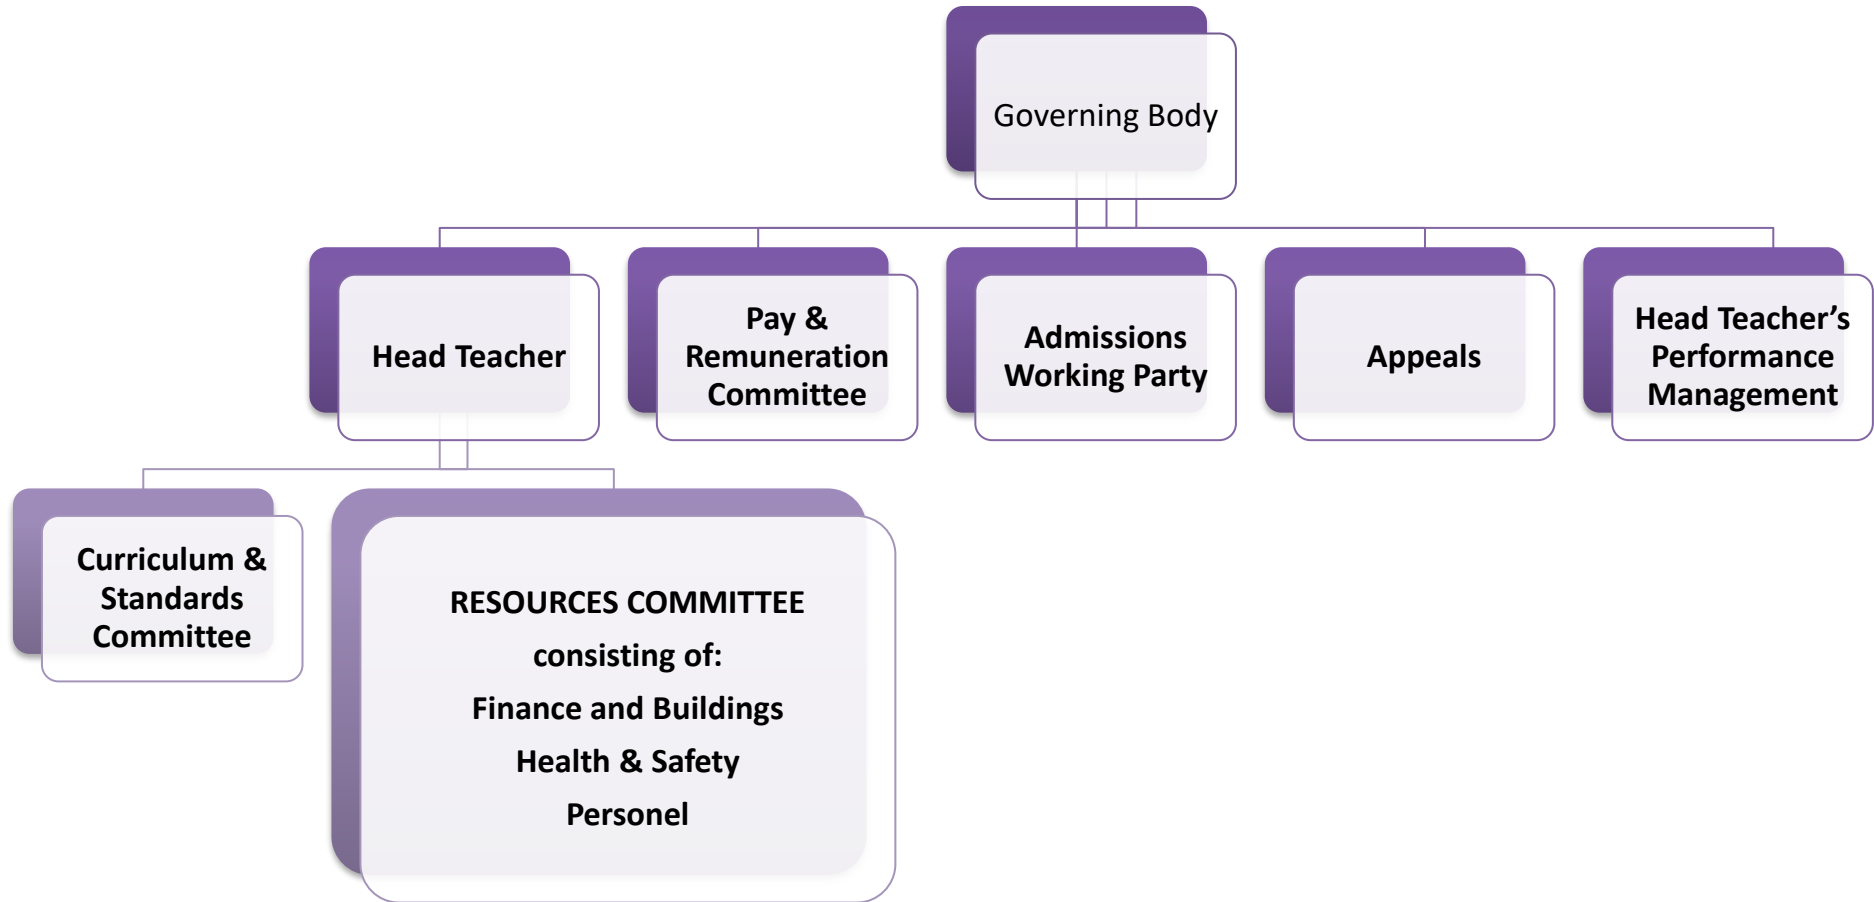 Governing Body
Head Teacher
Pay &
Remuneration
Committee
Admissions
Working Party
Appeals
Head Teacher’s
Performance
Management
Curriculum &
Standards
Committee
RESOURCES COMMITTEE
consisting of:
Finance and Buildings
Health & Safety
Personel